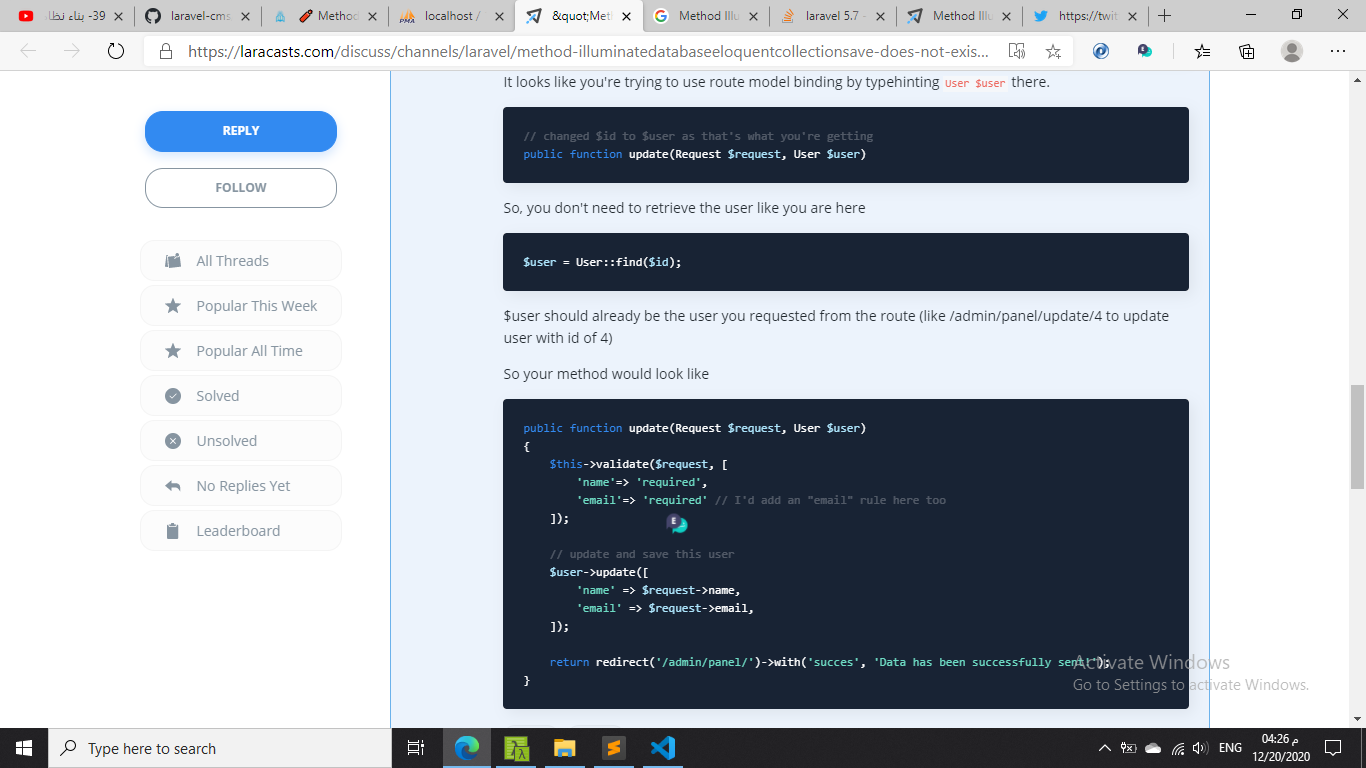 39- بناء نظا
laravel-cms
Method
localhost /
&quot;Met
Method Illu
laravel 5.7 -
Method Illu
https://twit
https://laracasts.com/discuss/channels/laravel/method-illuminatedatabaseeloquentcollectionsave-does-not-exis...
It looks like you're trying to use route model binding by typehinting User $user there.
REPLY
FOLLOW
All Threads
Popular This Week
Popular All Time
Solved
Unsolved
No Replies Yet
Leaderboard
// changed $id to $user as that's what you're getting
public function update(Request $request, User $user)
So, you don't need to retrieve the user like you are here
$user = User::find($id);
$user should already be the user you requested from the route (like /admin/panel/update/4 to update
user with id of 4)
So your method would look like
public function update(Request $request, User $user)
{
$this->validate($request, [
'name'=> 'required',
'email'=> 'required' // I'd add an "email" rule here too
]);
// update and save this user
$user->update([
'name' => $request->name,
'email' => $request->email,
]);
return redirect('/admin/panel/')->with('succes', 'Data has been successfully sent!');
}
Activate Windows
Go to Settings to activate Windows.
Type here to search
ENG
04:26 م
12/20/2020